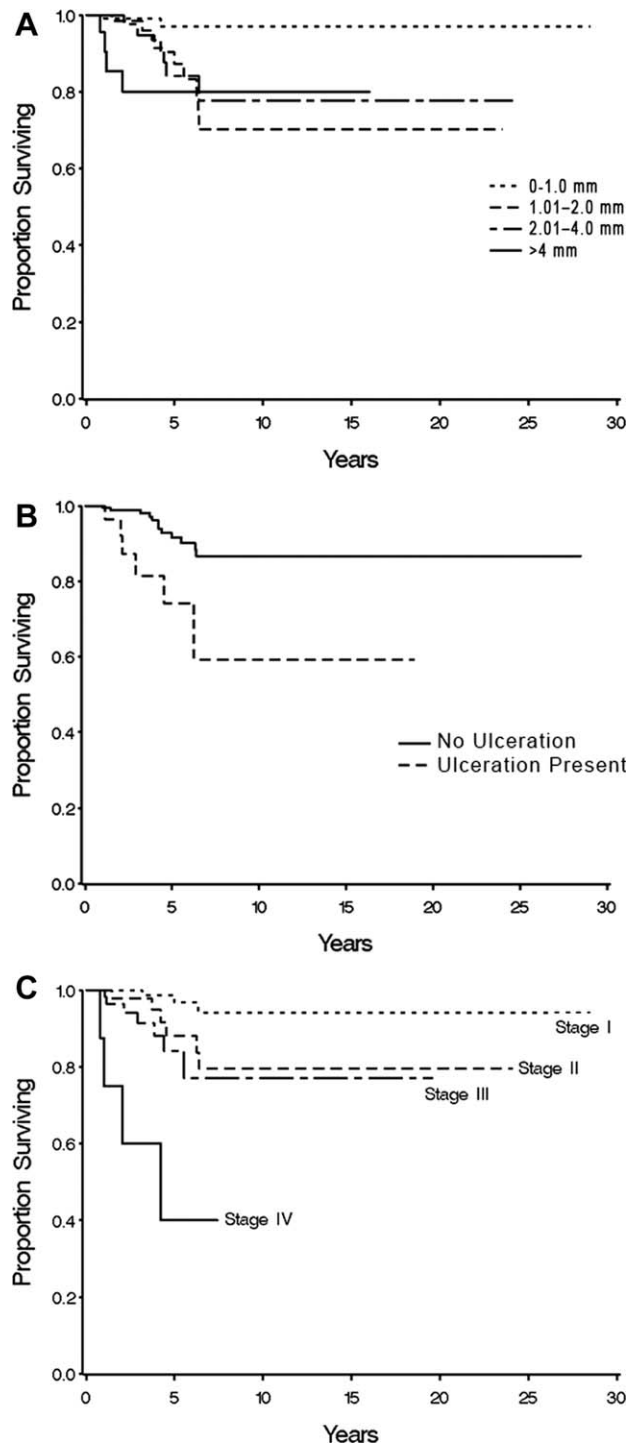 A
Proportion Surviving
1.0
0.8
0.6
0.4
0.2
0.0
0-1.0 mm
1.01–2.0 mm
2.01–4.0 mm
>4 mm
0 5 10 15 20 25 30
Years
B
Proportion Surviving
1.0
0.8
0.6
0.4
0.2
0.0
No Ulceration
Ulceration Present
0 5 10 15 20 25 30
Years
C
Proportion Surviving
1.0
0.8
0.6
0.4
0.2
0.0
Stage I
Stage II
Stage III
Stage IV
0 5 10 15 20 25 30
Years